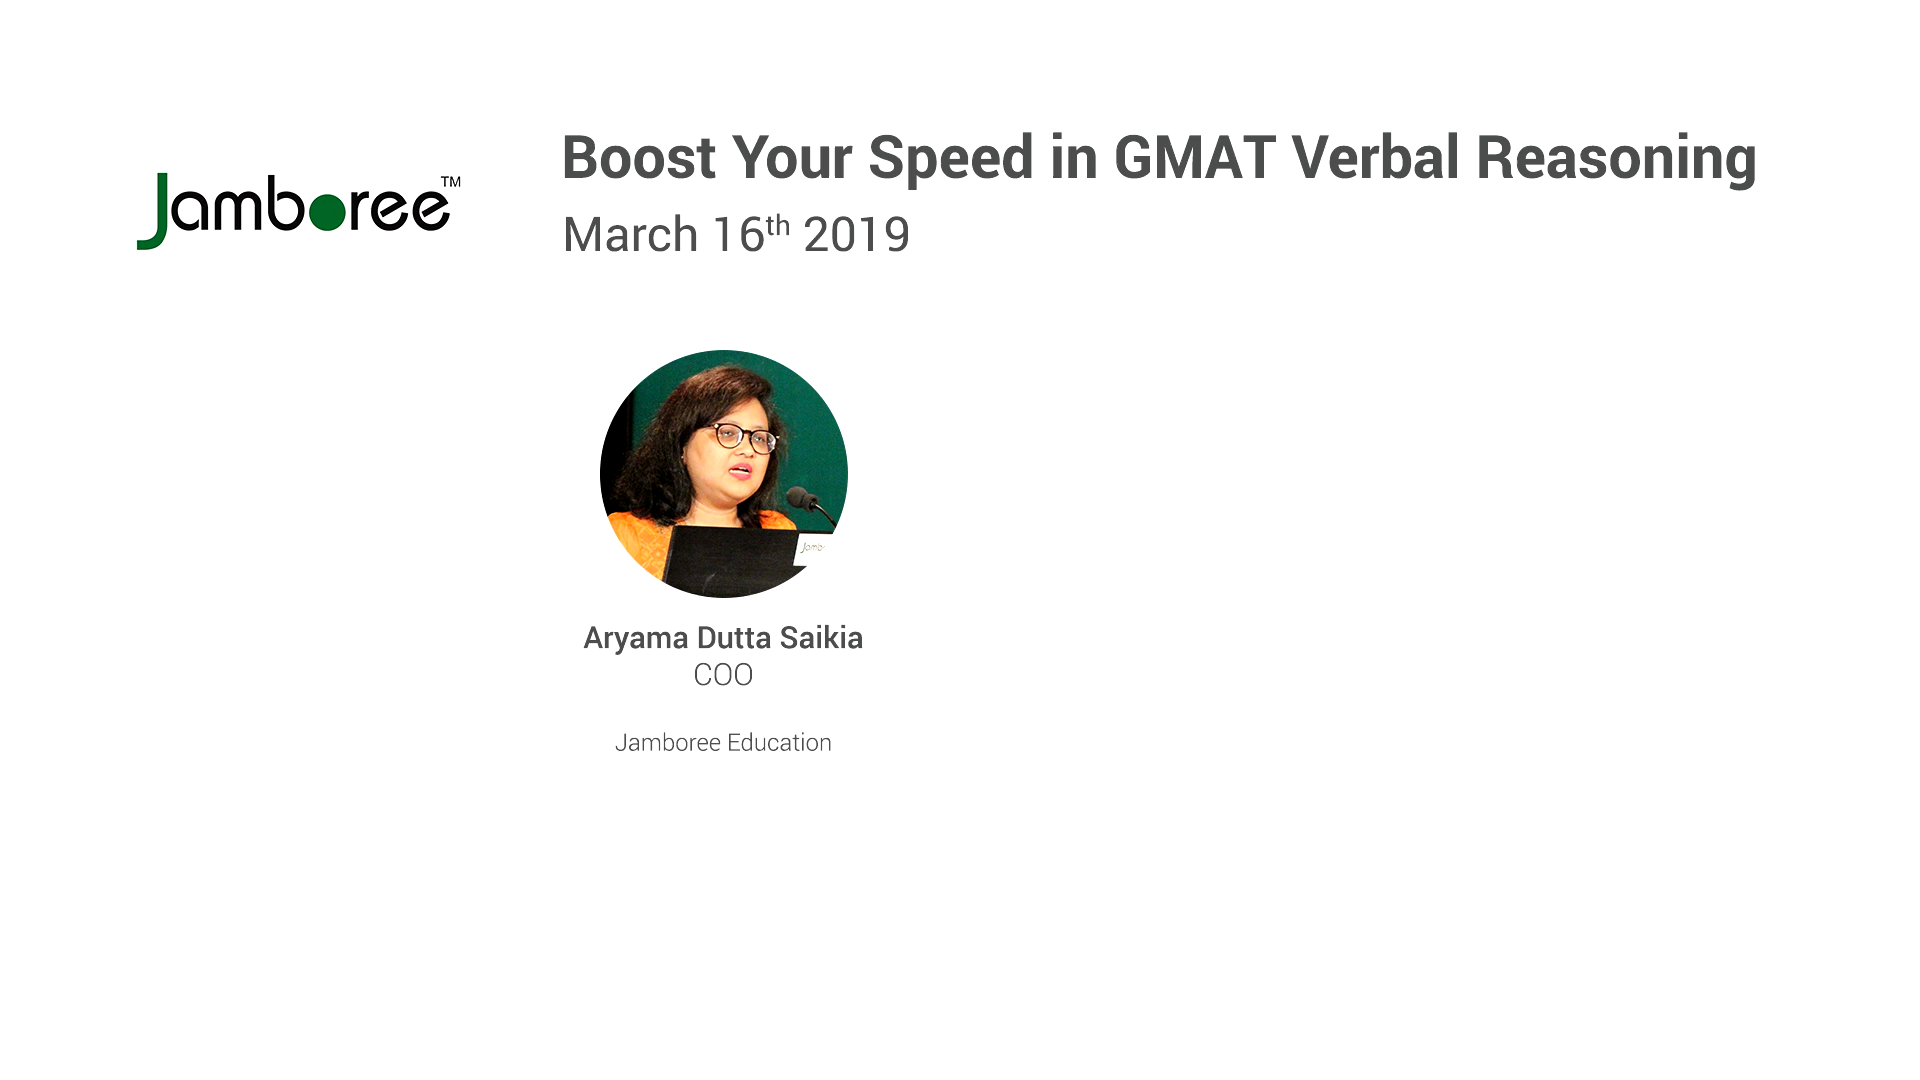 Jamboree™
Boost Your Speed in GMAT Verbal Reasoning
March 16th 2019
Aryama Dutta Saikia
COO
Jamboree Education